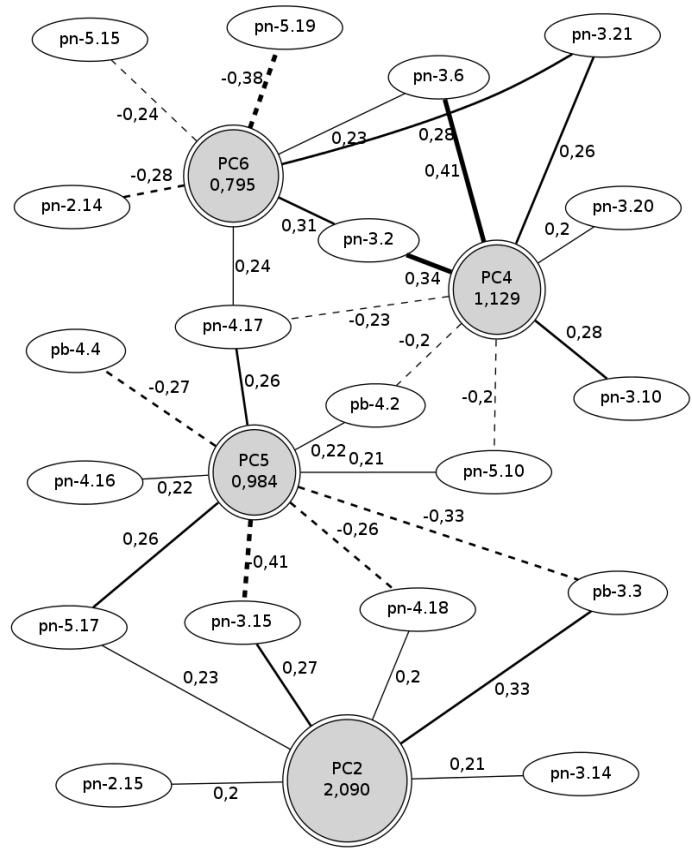 pn-5.19
pn-5.15
pn-3.21
pn-3.6
-0,38
-0,24
0,23
0,28
0,26
PC6
0,795
-0,28
0,41
pn-2.14
pn-3.20
0,31
0,2
pn-3.2
0,24
0,34
PC4
1,129
pn-4.17
-0,23
0,28
-0,2
pb-4.4
-0,27
0,26
-0,2
pn-3.10
pb-4.2
0,22
0,21
PC5
0,984
pn-4.16
0,22
pn-5.10
-0,33
0,26
-0,26
-0,41
pb-3.3
pn-5.17
pn-3.15
pn-4.18
0,23
0,27
0,2
0,33
PC2
2,090
0,21
pn-3.14
pn-2.15
0,2